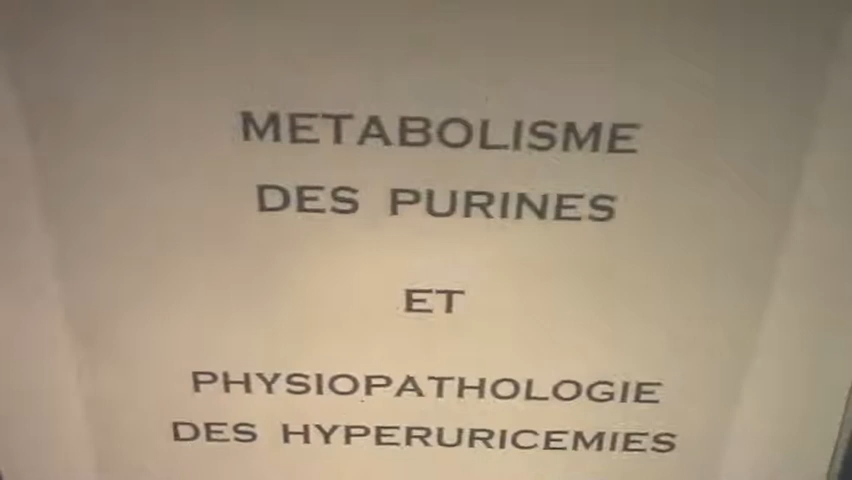 METABOLISME
DES PURINES
ET
PHYSIOPATHOLOGIE
DES HYPERURICEMIES